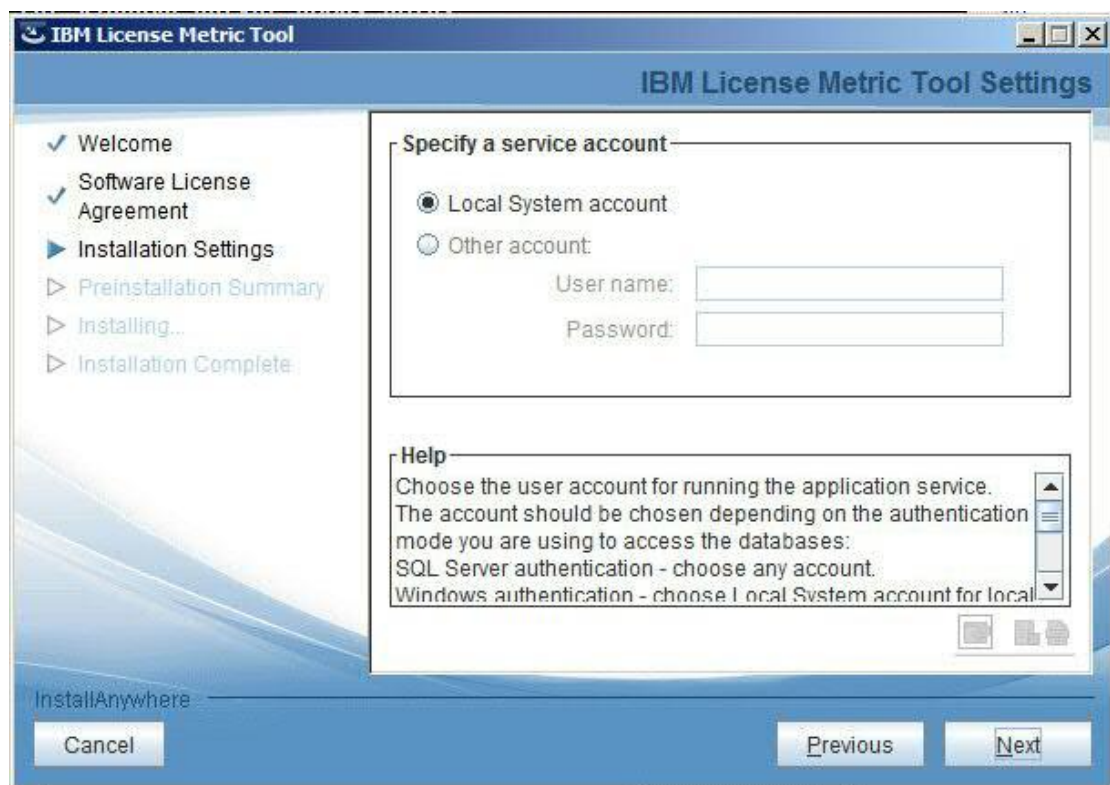 IBM License Metric Tool
IBM License Metric Tool Settings
Welcome
Software License
Agreement
Installation Settings
Preinstallation Summary
Installing...
Installation Complete
Specify a service account
Local System account
Other account:
User name:
Password:
Help
Choose the user account for running the application service.
The account should be chosen depending on the authentication
mode you are using to access the databases:
SQL Server authentication - choose any account.
Windows authentication - choose Local System account for local
InstallAnywhere
Cancel
Previous
Next